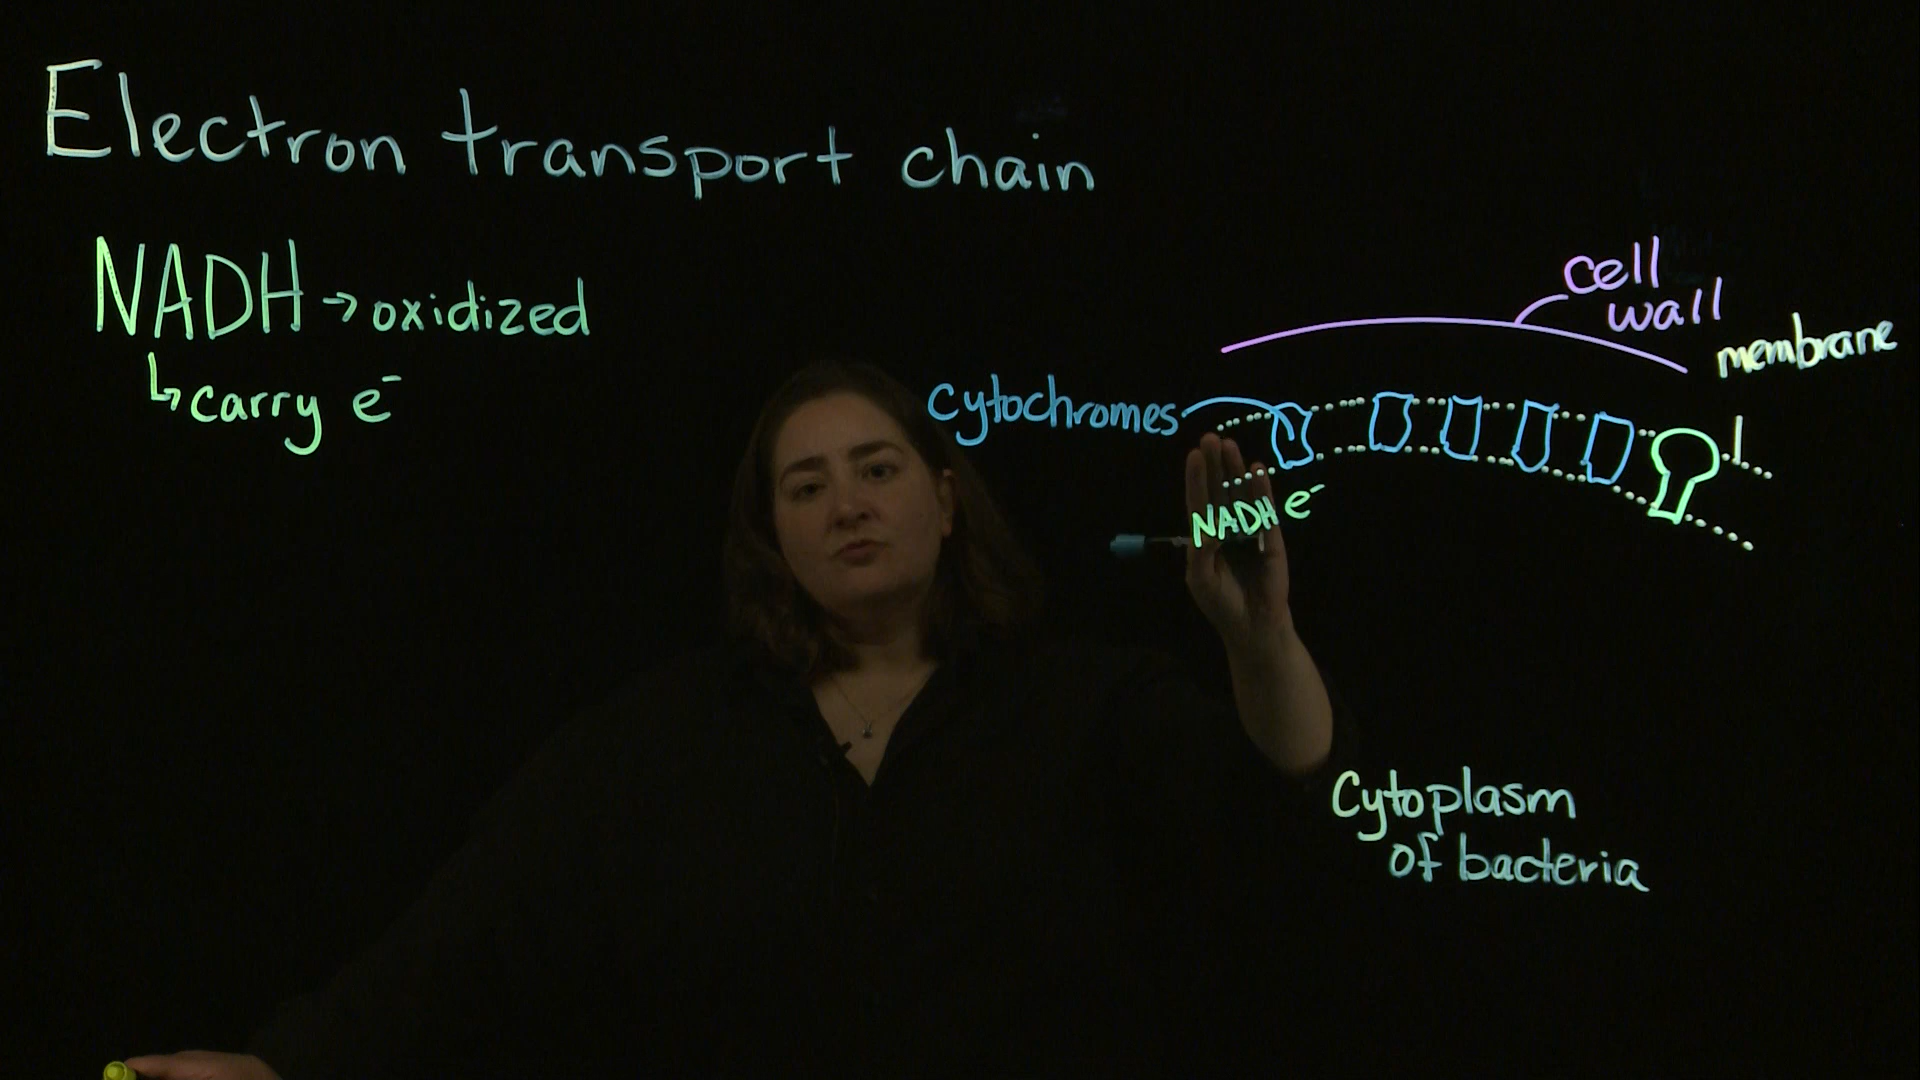 Electron transport chain
NADH → oxidized
↳ carry e⁻
cell
wall
membrane
cytochromes
NADH e⁻
Cytoplasm
of bacteria